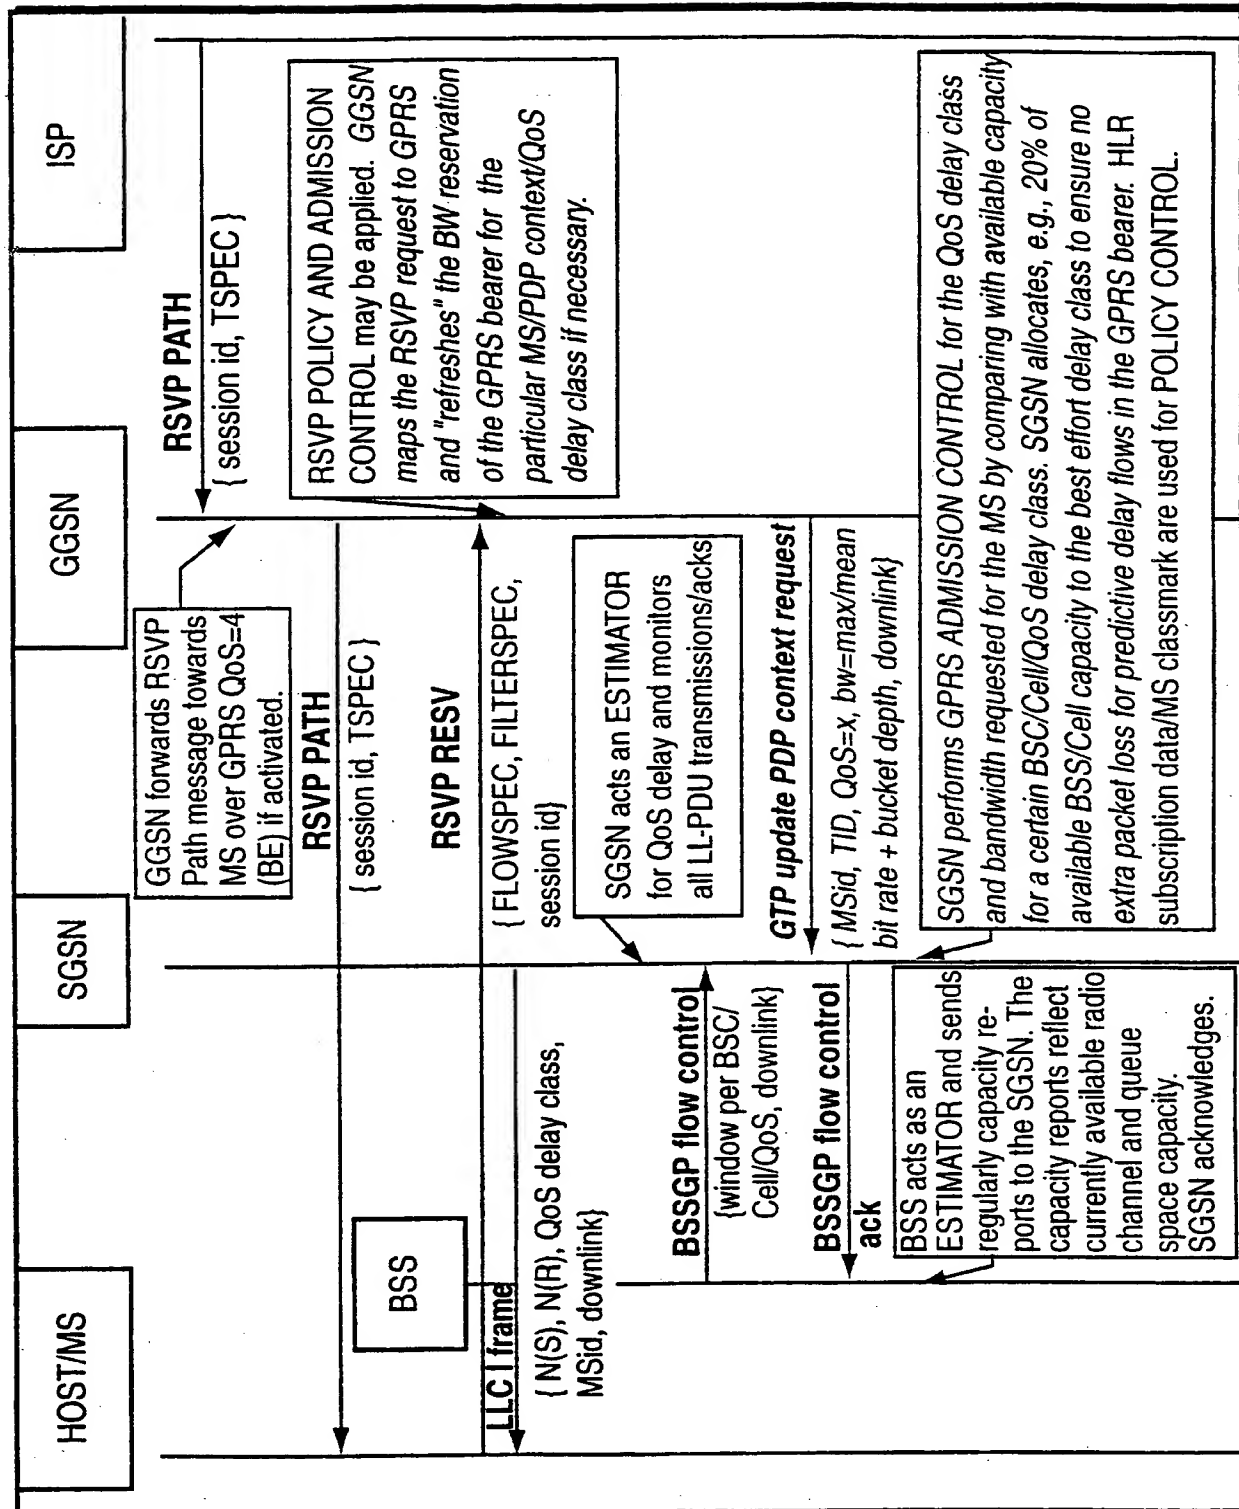 HOST/MS
SGSN
GGSN
ISP
BSS
RSVP PATH
{ session id, TSPEC }
GGSN forwards RSVP
Path message towards
MS over GPRS QoS=4
(BE) if activated.
RSVP PATH
{ session id, TSPEC }
RSVP POLICY AND ADMISSION
CONTROL may be applied. GGSN
maps the RSVP request to GPRS
and "refreshes" the BW reservation
of the GPRS bearer for the
particular MS/PDP context/QoS
delay class if necessary.
RSVP RESV
{ FLOWSPEC, FILTERSPEC,
session id}
LLC I frame
{ N(S), N(R), QoS delay class,
MSid, downlink}
SGSN acts an ESTIMATOR
for QoS delay and monitors
all LL-PDU transmissions/acks
BSSGP flow control
{window per BSC/
Cell/QoS, downlink}
GTP update PDP context request
{ MSid, TID, QoS=x, bw=max/mean
bit rate + bucket depth, downlink}
BSSGP flow control
ack
BSS acts as an
ESTIMATOR and sends
regularly capacity re-
ports to the SGSN. The
capacity reports reflect
currently available radio
channel and queue
space capacity.
SGSN acknowledges.
SGSN performs GPRS ADMISSION CONTROL for the QoS delay class
and bandwidth requested for the MS by comparing with available capacity
for a certain BSC/Cell/QoS delay class. SGSN allocates, e.g., 20% of
available BSS/Cell capacity to the best effort delay class to ensure no
extra packet loss for predictive delay flows in the GPRS bearer. HLR
subscription data/MS classmark are used for POLICY CONTROL.